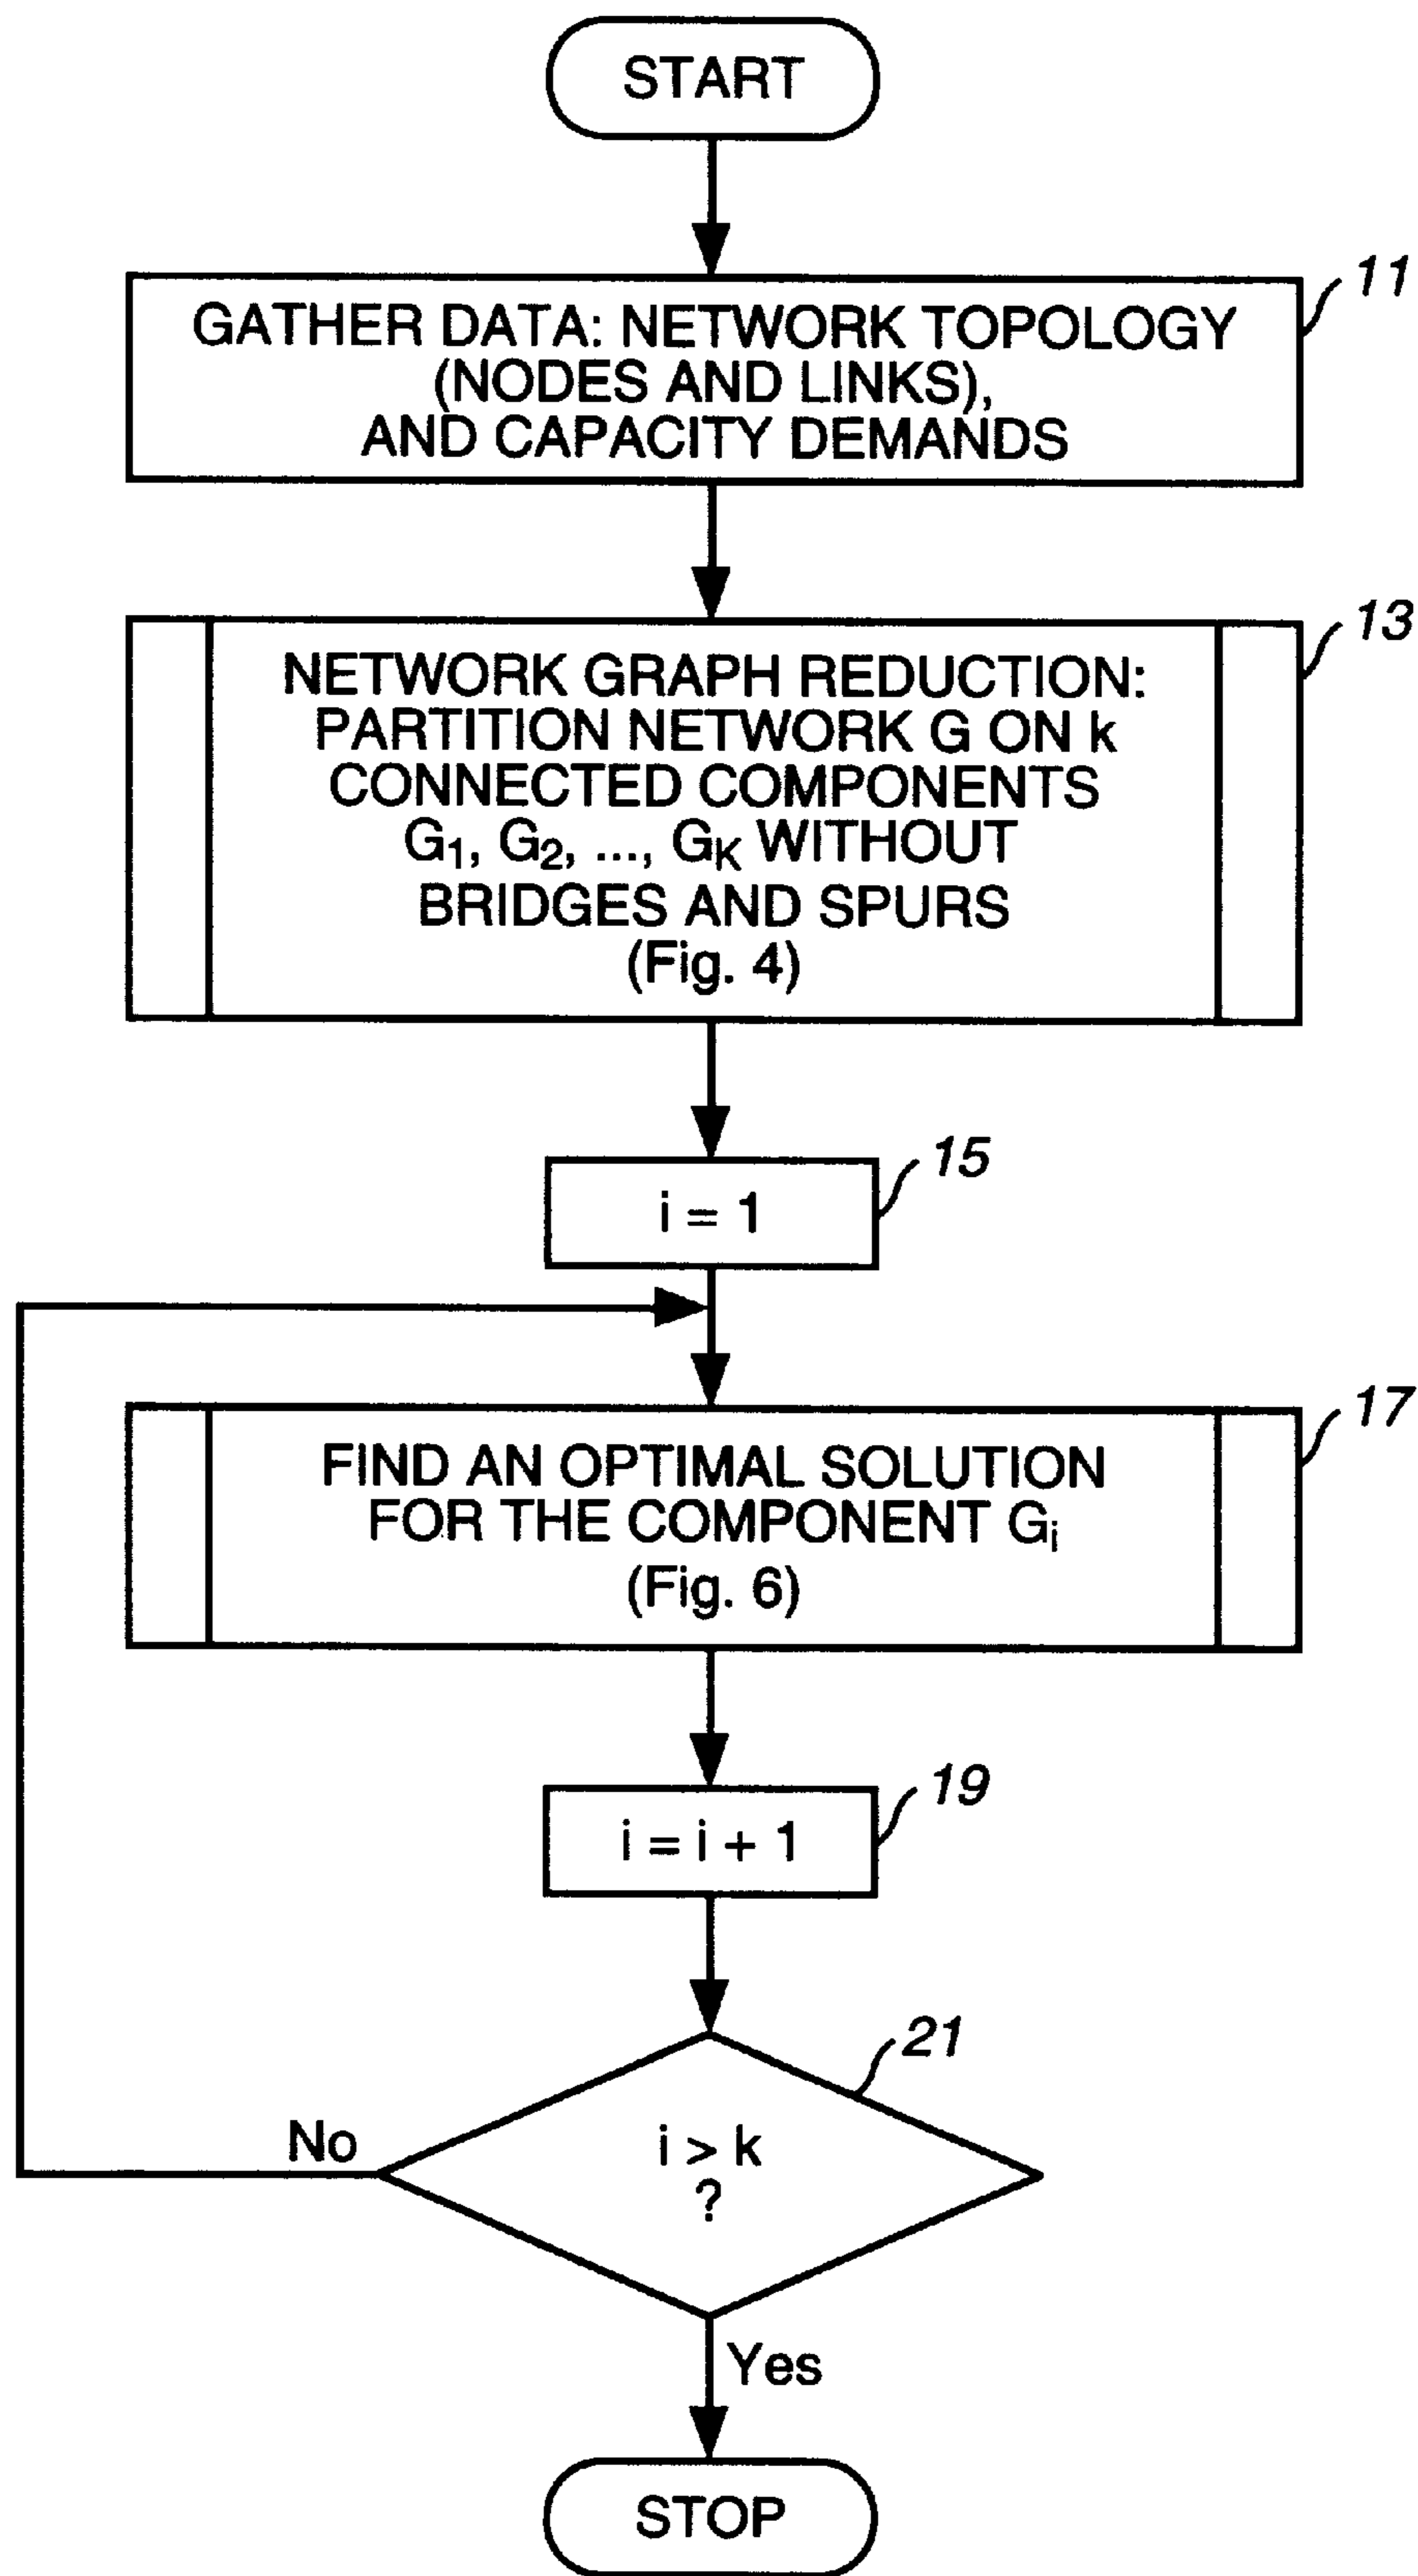 START
11
GATHER DATA: NETWORK TOPOLOGY
(NODES AND LINKS),
AND CAPACITY DEMANDS
13
NETWORK GRAPH REDUCTION:
PARTITION NETWORK G ON k
CONNECTED COMPONENTS
G₁, G₂, ..., G_K WITHOUT
BRIDGES AND SPURS
(Fig. 4)
15
i = 1
17
FIND AN OPTIMAL SOLUTION
FOR THE COMPONENT Gᵢ
(Fig. 6)
19
i = i + 1
21
i > k
?
No
Yes
STOP